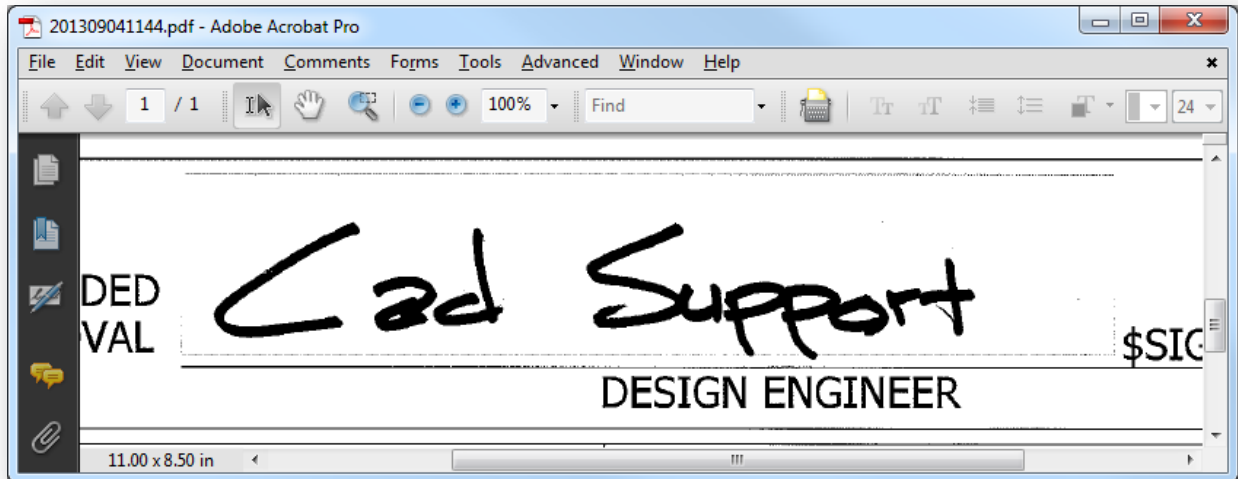 201309041144.pdf - Adobe Acrobat Pro
File Edit View Document Comments Forms Tools Advanced Window Help
1 / 1 100% Find 24
DED
VAL
Cad Support
$SIG
DESIGN ENGINEER
11.00 x 8.50 in